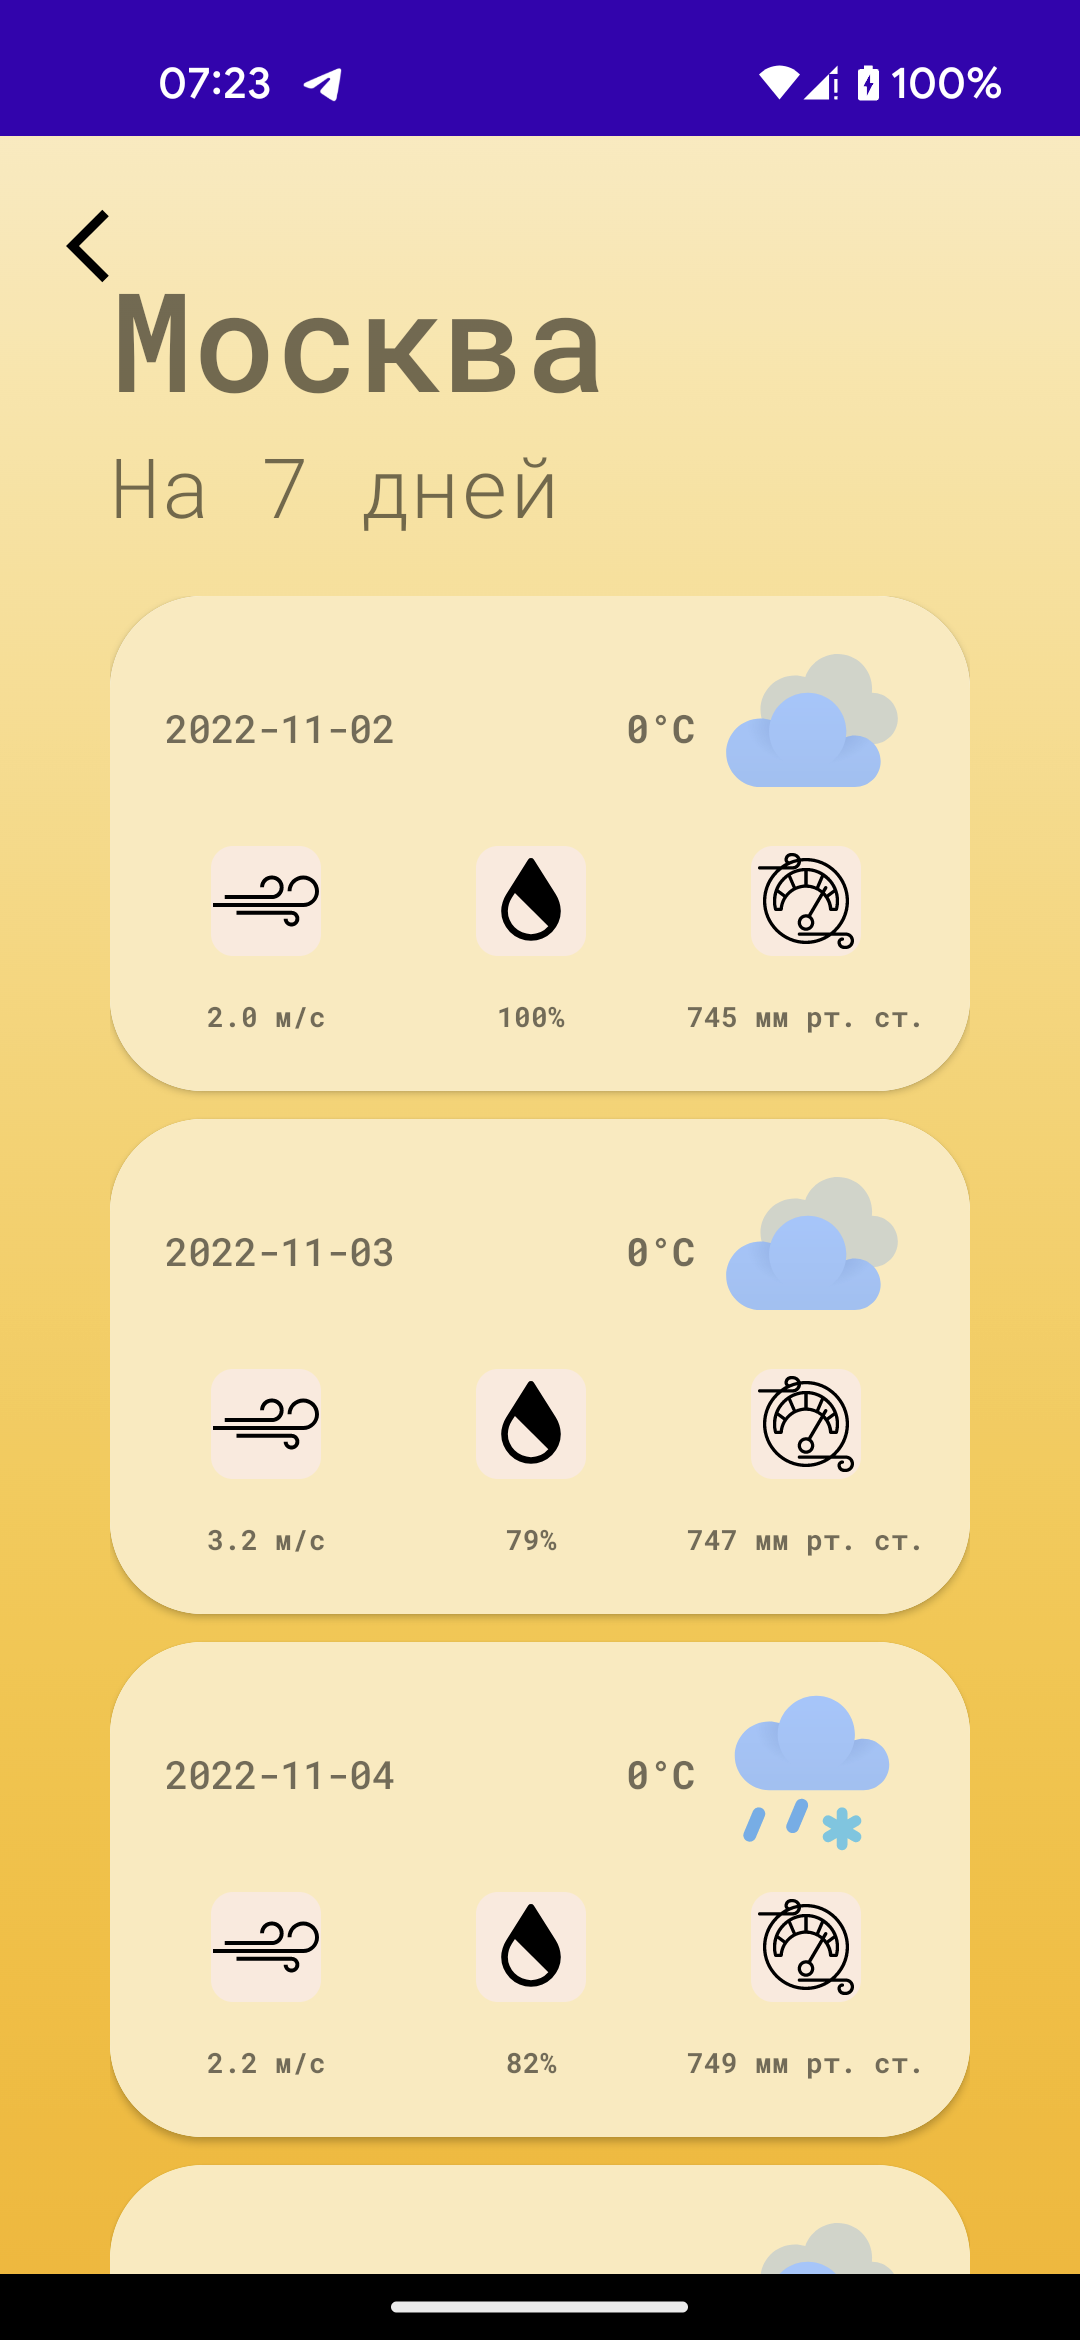 07:23 100%
Москва
На 7 дней
2022-11-02 0°C
2.0 м/с 100% 745 мм рт. ст.
2022-11-03 0°C
3.2 м/с 79% 747 мм рт. ст.
2022-11-04 0°C
2.2 м/с 82% 749 мм рт. ст.